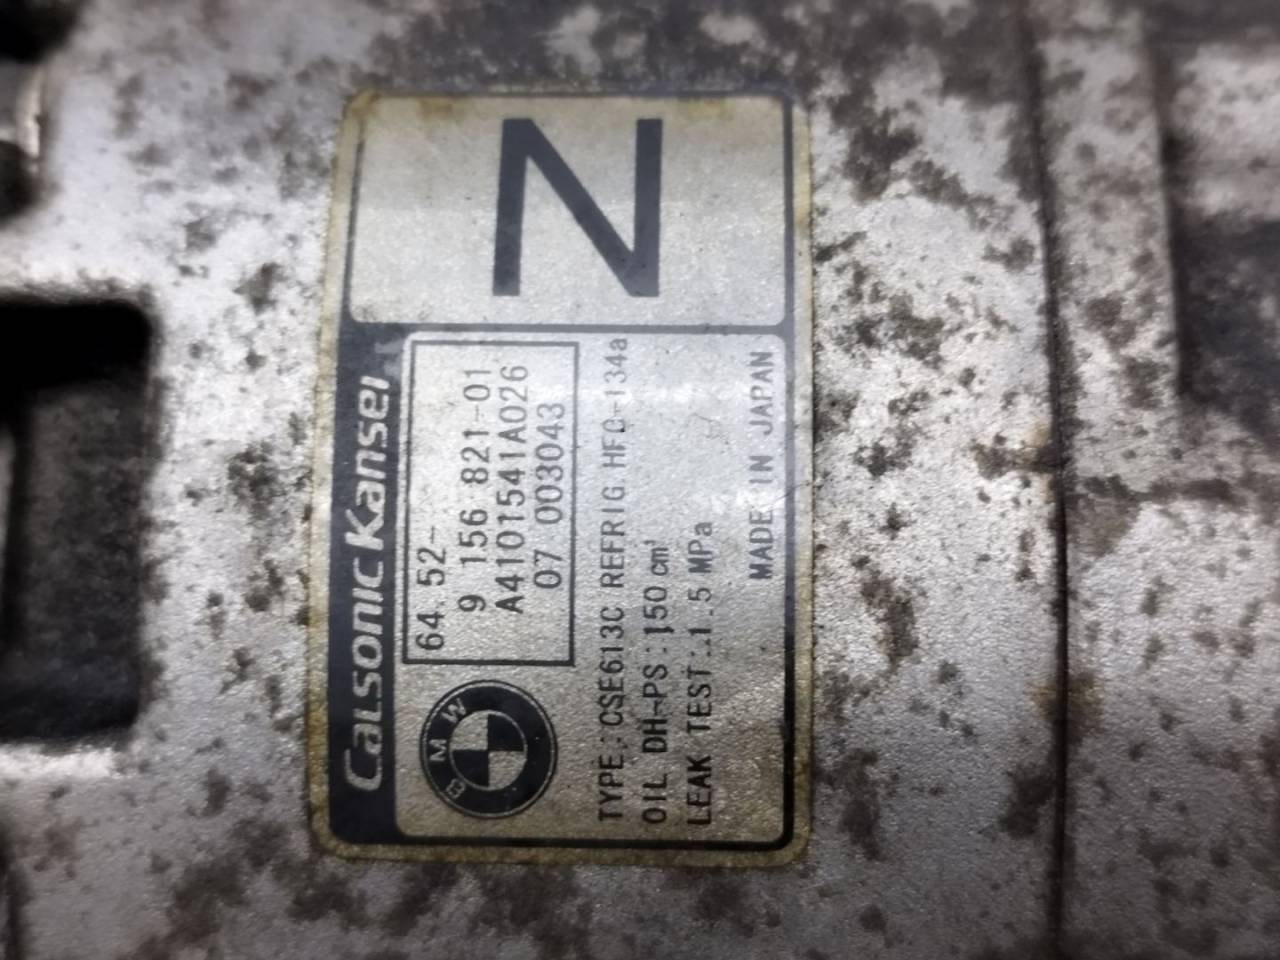 N
Calsonic Kansei
64.52-
9 156 821-01
A4101541A026
07 003043
BMW
TYPE:CSE613C REFRIG HFC-134a
OIL DH-PS:150 cm³
LEAK TEST:1.5 MPa
MADE IN JAPAN